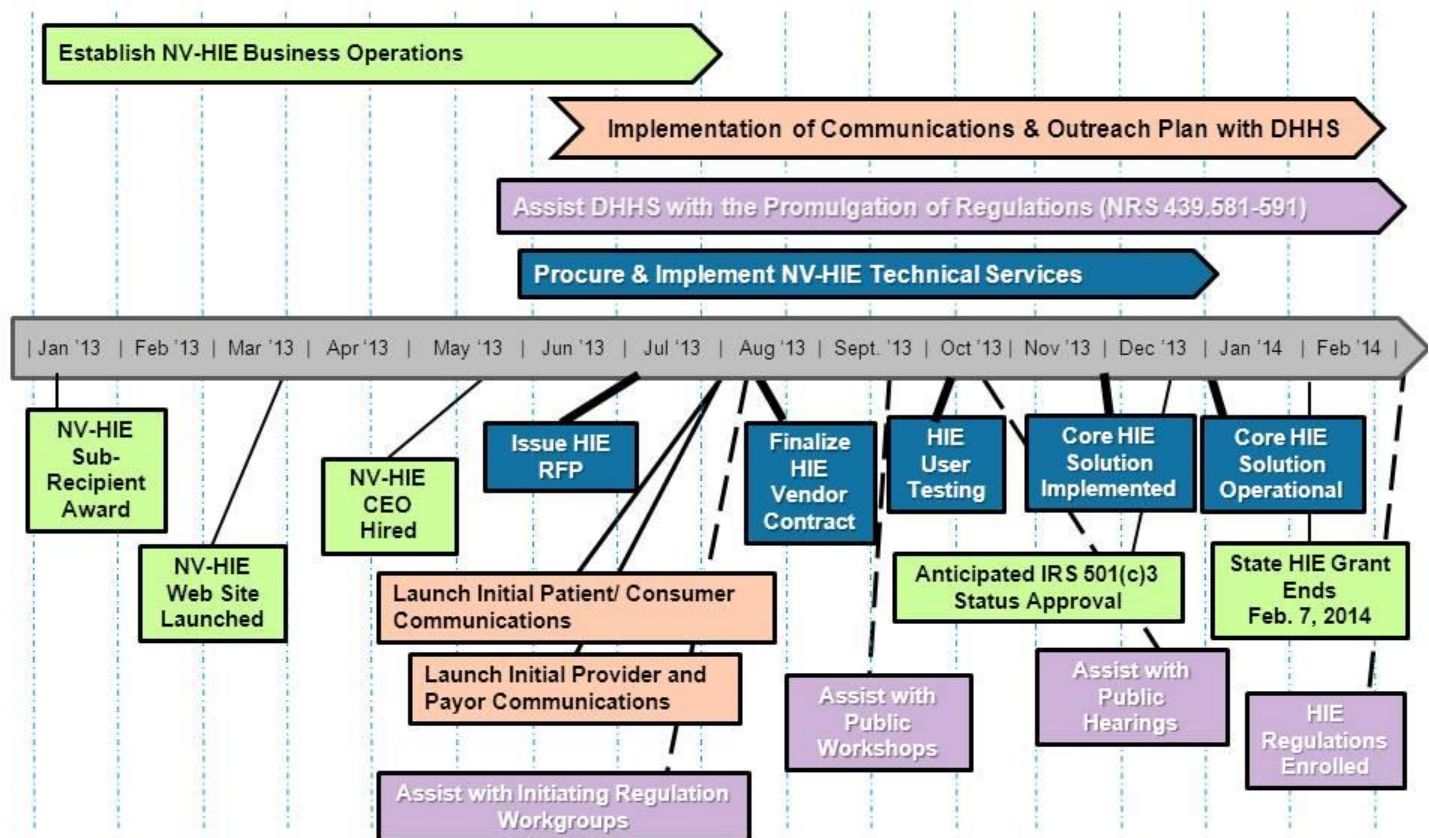 Establish NV-HIE Business Operations
Implementation of Communications & Outreach Plan with DHHS
Assist DHHS with the Promulgation of Regulations (NRS 439.581-591)
Procure & Implement NV-HIE Technical Services
| Jan '13 | Feb '13 | Mar '13 | Apr '13 | May '13 | Jun '13 | Jul '13 | Aug '13 | Sept. '13 | Oct '13 | Nov '13 | Dec '13 | Jan '14 | Feb '14 |
NV-HIE
Sub-
Recipient
Award
NV-HIE
Web Site
Launched
NV-HIE
CEO
Hired
Issue HIE
RFP
Finalize
HIE
Vendor
Contract
HIE
User
Testing
Core HIE
Solution
Implemented
Core HIE
Solution
Operational
Launch Initial Patient/ Consumer
Communications
Launch Initial Provider and
Payor Communications
Anticipated IRS 501(c)3
Status Approval
State HIE Grant
Ends
Feb. 7, 2014
Assist with Initiating Regulation
Workgroups
Assist with
Public
Workshops
Assist with
Public
Hearings
HIE
Regulations
Enrolled